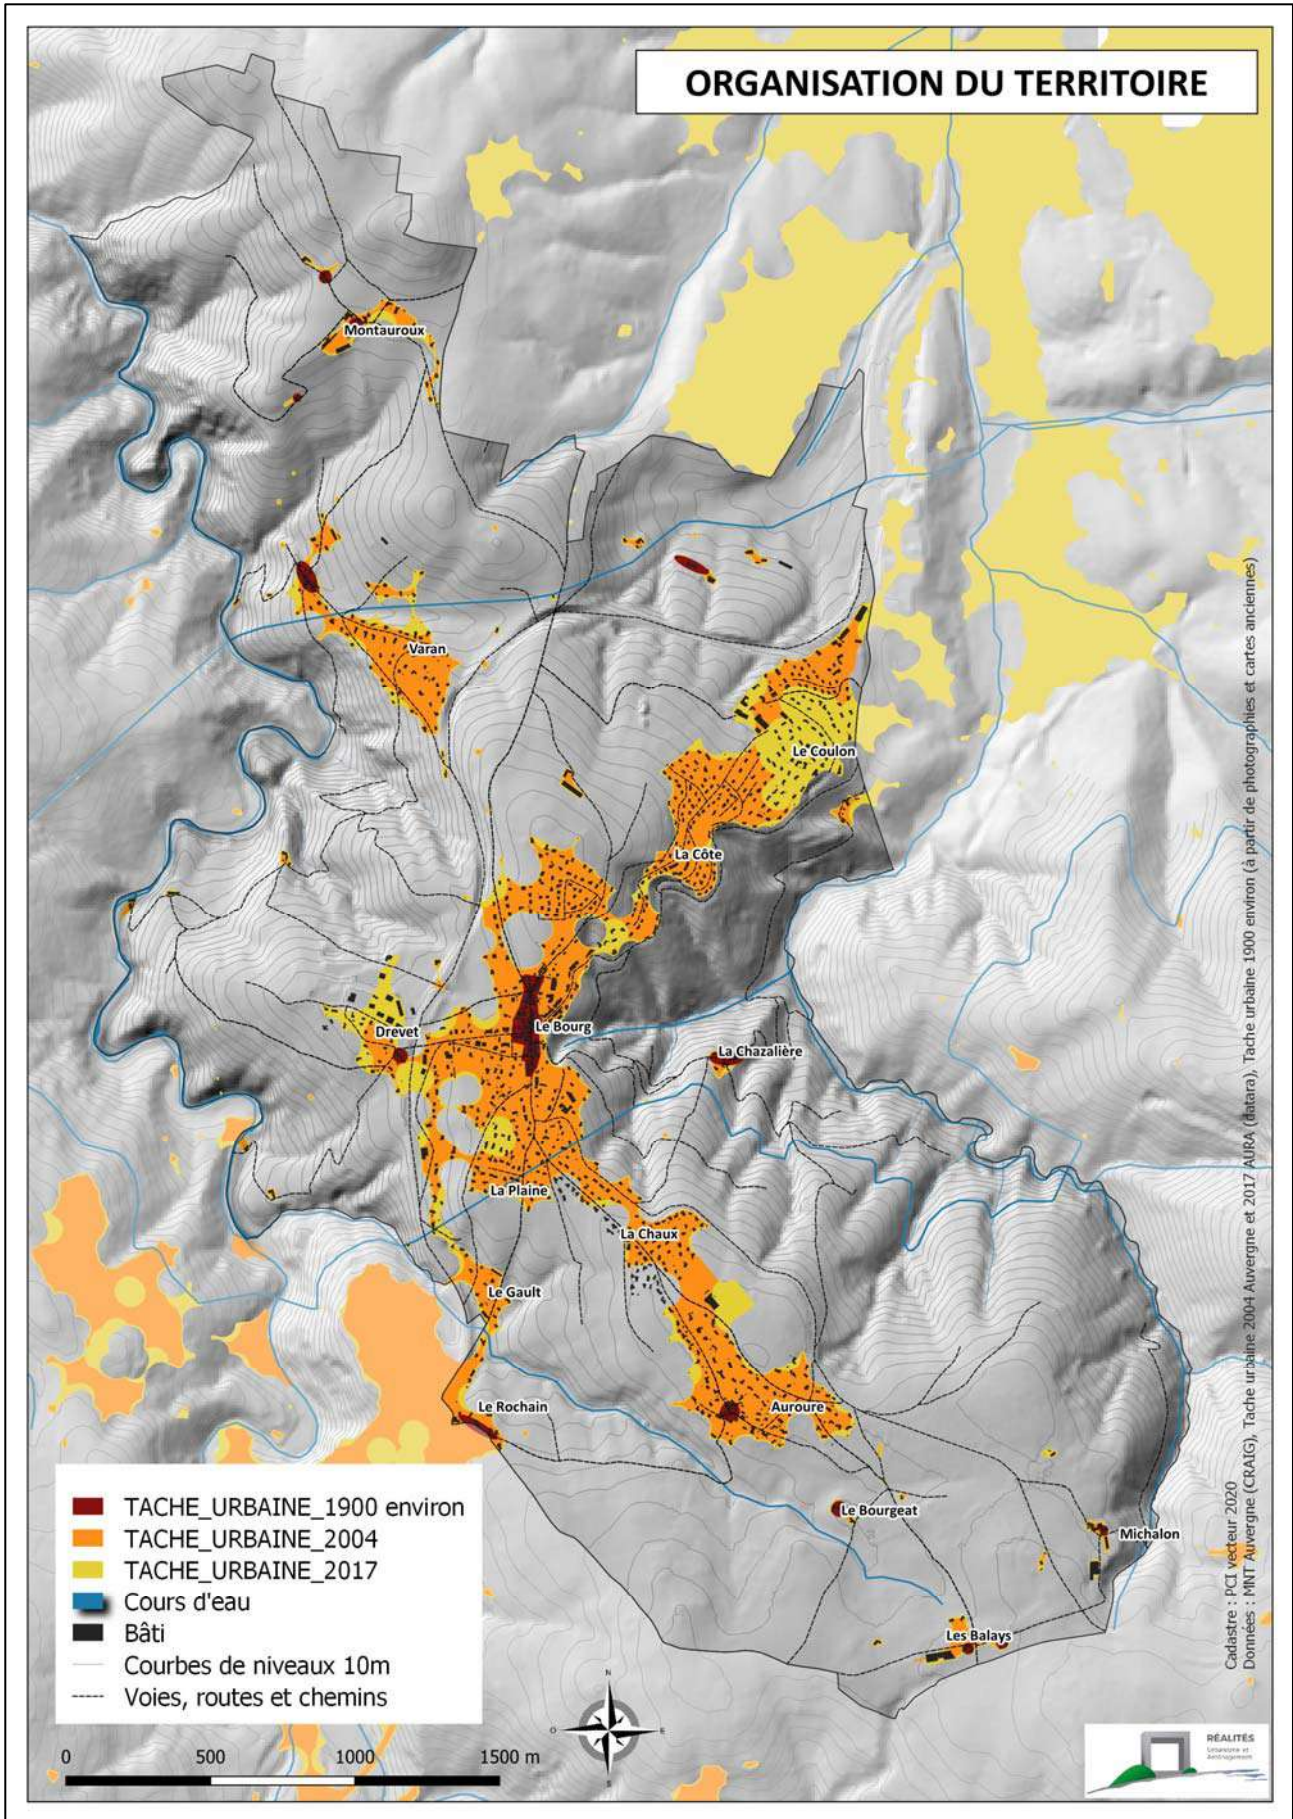 ORGANISATION DU TERRITOIRE
Montauroux
Varan
Le Coulon
La Côte
Le Bourg
Drevet
La Chazalière
La Plaine
La Chaux
Le Gault
Le Rochain
Auroure
Le Bourgeat
Michalon
Les Balays
TACHE_URBAINE_1900 environ
TACHE_URBAINE_2004
TACHE_URBAINE_2017
Cours d'eau
Bâti
Courbes de niveaux 10m
Voies, routes et chemins
0 500 1000 1500 m
N
O E
S
Cadastre : PCI vecteur 2020
Données : MNT Auvergne (CRAIG), Tache urbaine 2004 Auvergne et 2017 AURA (datara), Tache urbaine 1900 environ (à partir de photographies et cartes anciennes)
RÉALITÉS
Urbanisme et
Aménagement